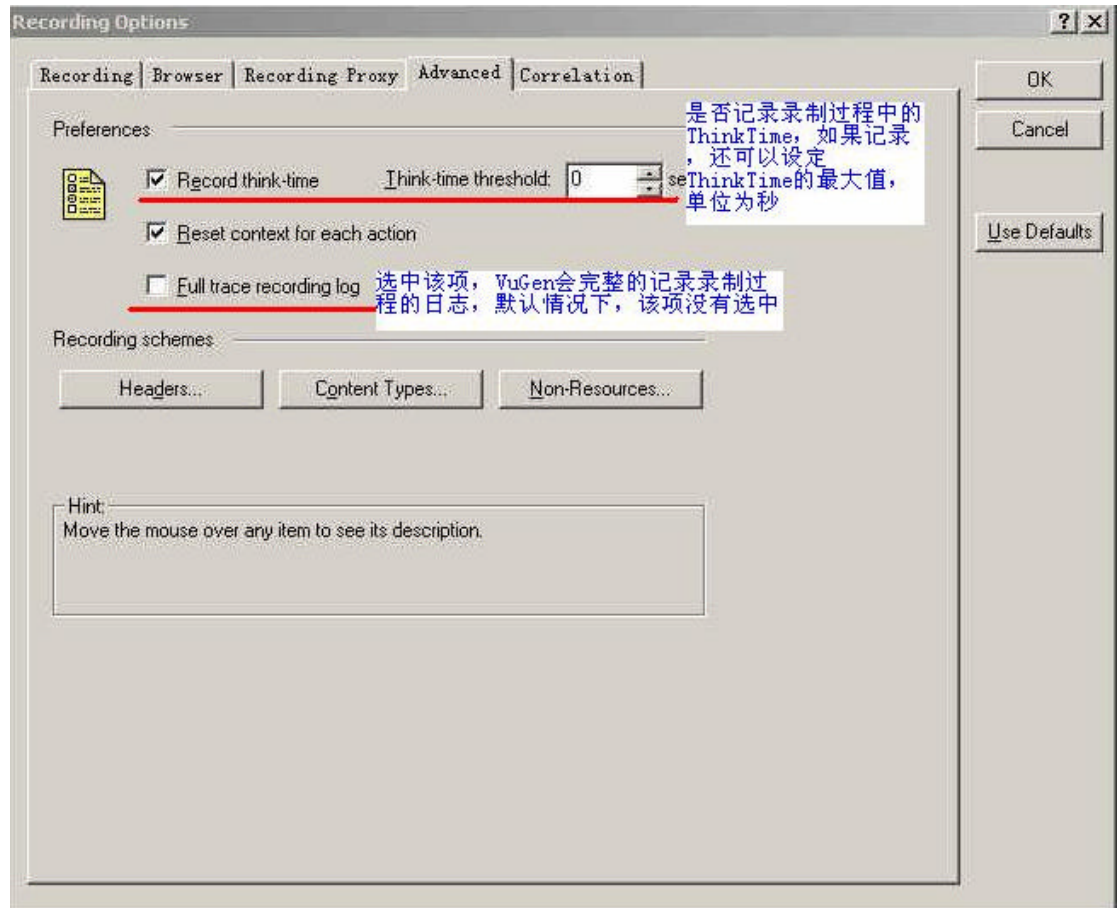 Recording Options
Recording Browser Recording Proxy Advanced Correlation
OK
Cancel
Use Defaults
Preferences
是否记录录制过程中的
ThinkTime，如果记录
，还可以设定
ThinkTime的最大值，
单位为秒
Record think-time Think-time threshold: 0 se
Reset context for each action
Full trace recording log
选中该项，VuGen会完整的记录录制过
程的日志，默认情况下，该项没有选中
Recording schemes
Headers... Content Types... Non-Resources...
Hint:
Move the mouse over any item to see its description.